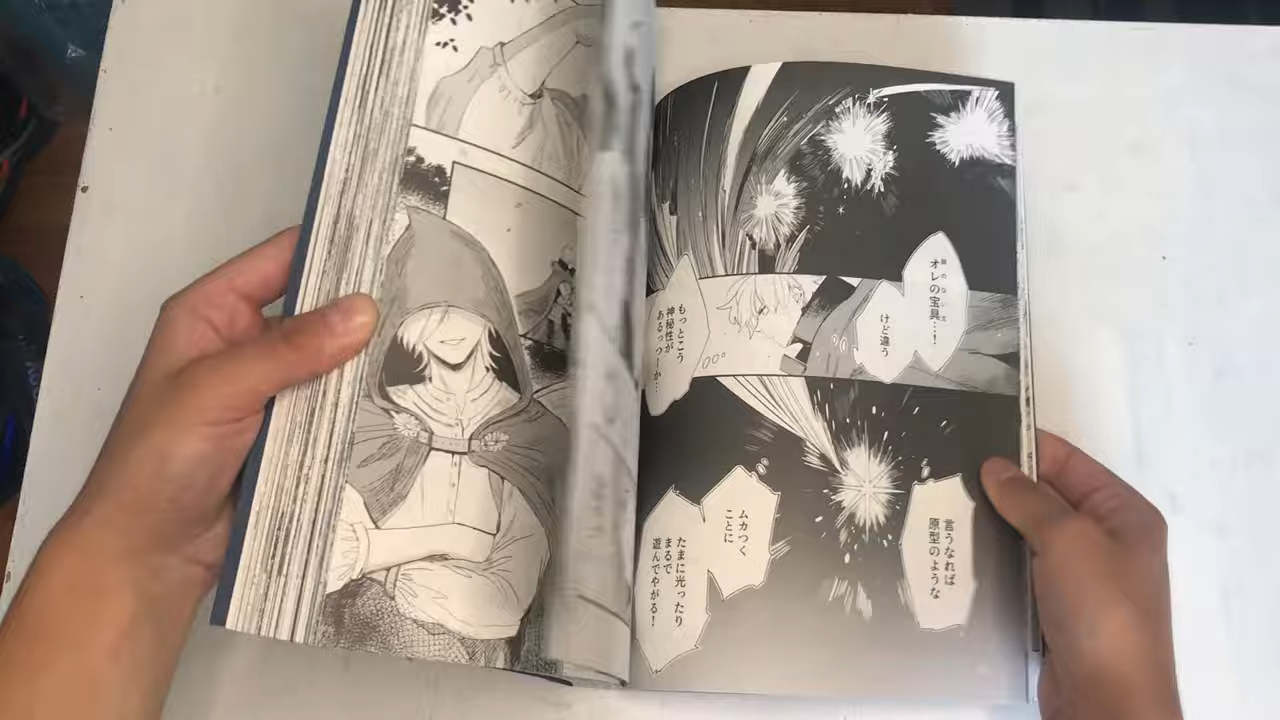 オレの宝具…!
けど違う
もっとこう
神秘性が
あるっつーか…
言うなれば
原型のような
ムカつく
ことに
たまに光ったり
まるで
遊んでやがる!